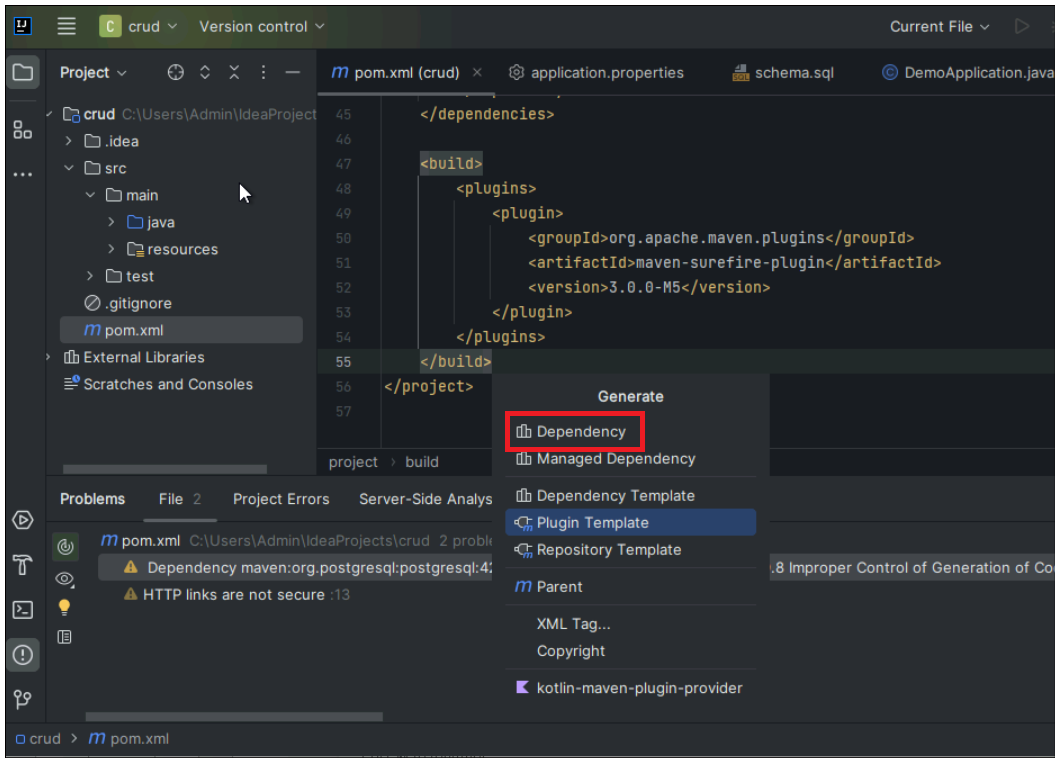 C crud Version control Current File
Project
pom.xml (crud) application.properties schema.sql DemoApplication.java
crud C:\Users\Admin\IdeaProject
.idea
src
main
java
resources
test
.gitignore
pom.xml
External Libraries
Scratches and Consoles
45 </dependencies>
46
47 <build>
48 <plugins>
49 <plugin>
50 <groupId>org.apache.maven.plugins</groupId>
51 <artifactId>maven-surefire-plugin</artifactId>
52 <version>3.0.0-M5</version>
53 </plugin>
54 </plugins>
55 </build>
56 </project>
57
project > build
Generate
Dependency
Managed Dependency
Dependency Template
Plugin Template
Repository Template
Parent
XML Tag...
Copyright
kotlin-maven-plugin-provider
Problems File 2 Project Errors Server-Side Analys
pom.xml C:\Users\Admin\IdeaProjects\crud 2 proble
Dependency maven:org.postgresql:postgresql:42 .8 Improper Control of Generation of Co
HTTP links are not secure :13
crud > pom.xml